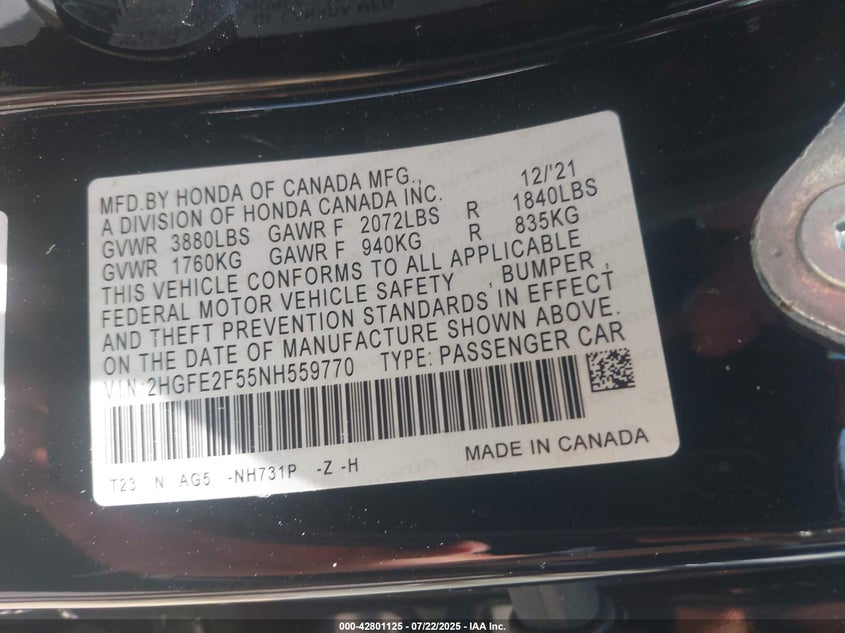 MFD.BY HONDA OF CANADA MFG., 12/'21
A DIVISION OF HONDA CANADA INC.
GVWR 3880LBS GAWR F 2072LBS R 1840LBS
GVWR 1760KG GAWR F 940KG R 835KG
THIS VEHICLE CONFORMS TO ALL APPLICABLE
FEDERAL MOTOR VEHICLE SAFETY , BUMPER ,
AND THEFT PREVENTION STANDARDS IN EFFECT
ON THE DATE OF MANUFACTURE SHOWN ABOVE.
VIN 2HGFE2F55NH559770 TYPE: PASSENGER CAR
MADE IN CANADA
T23 N AG5 -NH731P -Z -H
000-42801125 - 07/22/2025 - IAA Inc.